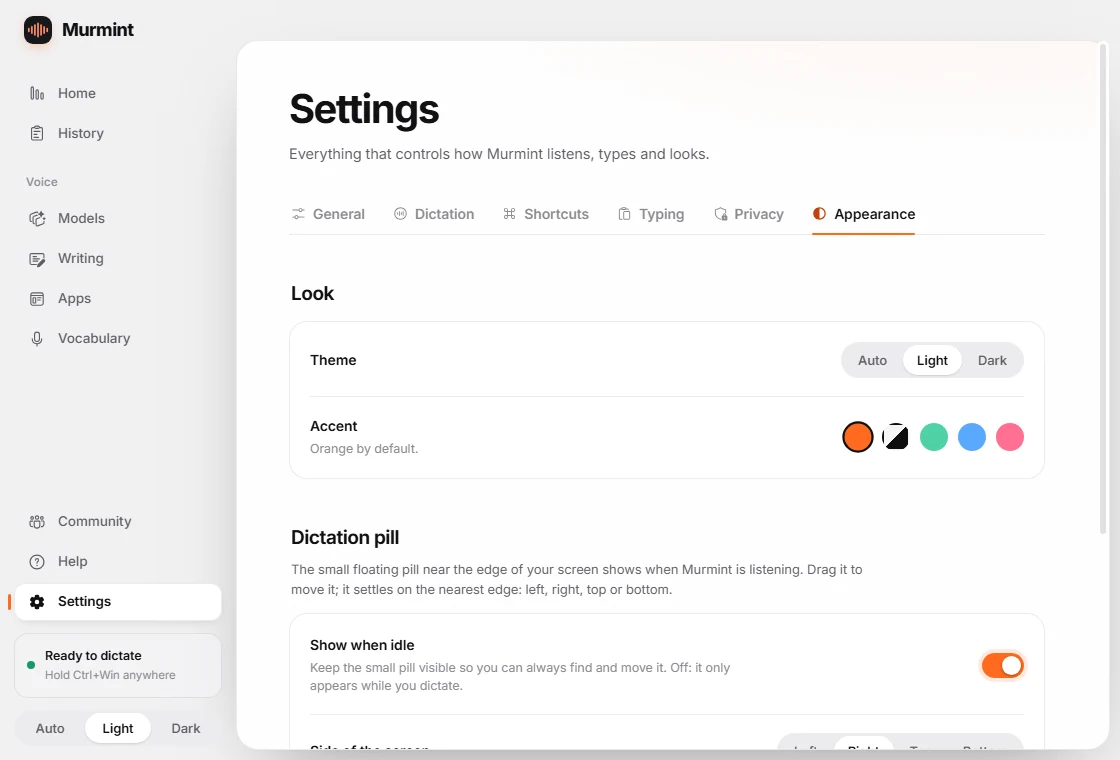 Murmint
Home
History
Voice
Models
Writing
Apps
Vocabulary
Community
Help
Settings
Ready to dictate
Hold Ctrl+Win anywhere
Auto Light Dark
Settings
Everything that controls how Murmint listens, types and looks.
General Dictation Shortcuts Typing Privacy Appearance
Look
Theme
Auto Light Dark
Accent
Orange by default.
Dictation pill
The small floating pill near the edge of your screen shows when Murmint is listening. Drag it to
move it; it settles on the nearest edge: left, right, top or bottom.
Show when idle
Keep the small pill visible so you can always find and move it. Off: it only
appears while you dictate.
Side of the screen
Right